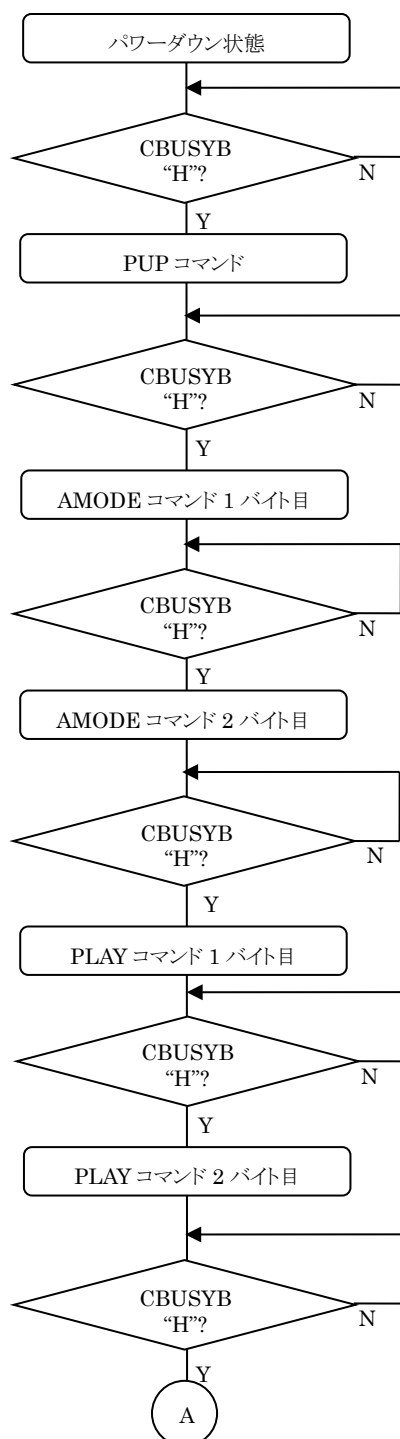 パワーダウン状態
CBUSYB
“H”?
N
Y
PUP コマンド
CBUSYB
“H”?
N
Y
AMODE コマンド 1 バイト目
CBUSYB
“H”?
N
Y
AMODE コマンド 2 バイト目
CBUSYB
“H”?
N
Y
PLAY コマンド 1 バイト目
CBUSYB
“H”?
N
Y
PLAY コマンド 2 バイト目
CBUSYB
“H”?
N
Y
A